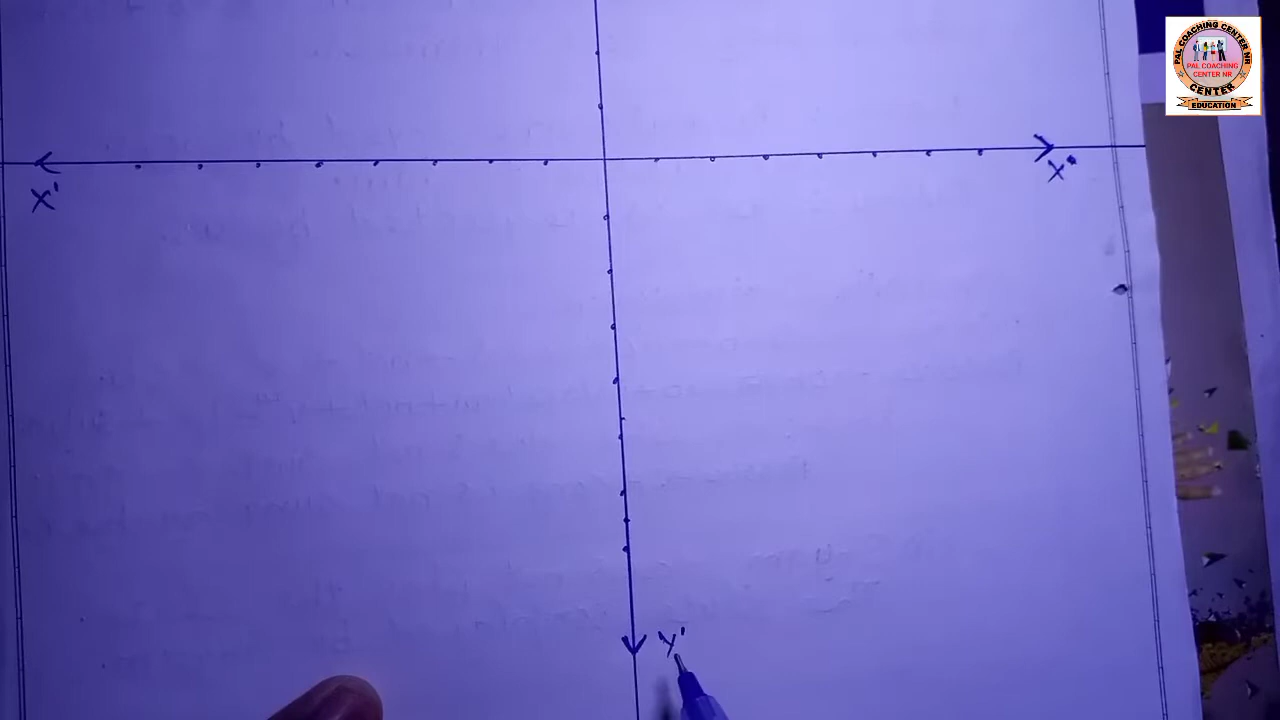 PAL COACHING CENTER NR
PAL COACHING
CENTER NR
CENTER
EDUCATION
X'
X
Y'